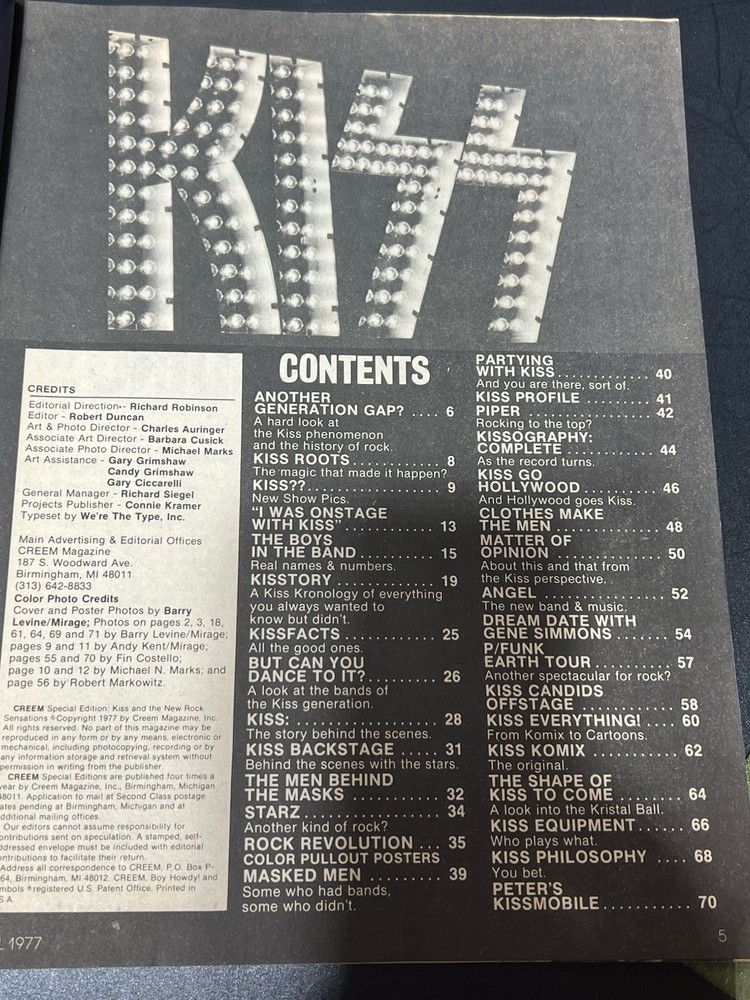 KISS
CREDITS
Editorial Direction-- Richard Robinson
Editor - Robert Duncan
Art & Photo Director - Charles Auringer
Associate Art Director - Barbara Cusick
Associate Photo Director - Michael Marks
Art Assistance - Gary Grimshaw
Candy Grimshaw
Gary Ciccarelli
General Manager - Richard Siegel
Projects Publisher - Connie Kramer
Typeset by We're The Type, Inc.
Main Advertising & Editorial Offices
CREEM Magazine
187 S. Woodward Ave.
Birmingham, MI 48011
(313) 642-8833
Color Photo Credits
Cover and Poster Photos by Barry
Levine/Mirage; Photos on pages 2, 3, 18,
61, 64, 69 and 71 by Barry Levine/Mirage;
pages 9 and 11 by Andy Kent/Mirage;
pages 55 and 70 by Fin Costello;
page 10 and 12 by Michael N. Marks; and
page 56 by Robert Markowitz.
CREEM Special Edition: Kiss and the New Rock
Sensations ©Copyright 1977 by Creem Magazine, Inc.
All rights reserved. No part of this magazine may be
reproduced in any form or by any means, electronic or
mechanical, including photocopying, recording or by
any information storage and retrieval system without
permission in writing from the publisher.
CREEM Special Editions are published four times a
year by Creem Magazine, Inc., Birmingham, Michigan
48011. Application to mail at Second Class postage
ates pending at Birmingham, Michigan and at
dditional mailing offices.
Our editors cannot assume responsibility for
ontributions sent on speculation. A stamped, self-
ddressed envelope must be included with editorial
ontributions to facilitate their return.
Address all correspondence to CREEM, P.O. Box P-
64, Birmingham, MI 48012. CREEM, Boy Howdy! and
mbols ® registered U.S. Patent Office. Printed in
S.A.
CONTENTS
ANOTHER
GENERATION GAP? .... 6
A hard look at
the Kiss phenomenon
and the history of rock.
KISS ROOTS........... 8
The magic that made it happen?
KISS??................ 9
New Show Pics.
"I WAS ONSTAGE
WITH KISS"............ 13
THE BOYS
IN THE BAND.......... 15
Real names & numbers.
KISSTORY ............ 19
A Kiss Kronology of everything
you always wanted to
know but didn't.
KISSFACTS........... 25
All the good ones.
BUT CAN YOU
DANCE TO IT?......... 26
A look at the bands of
the Kiss generation.
KISS: ................. 28
The story behind the scenes.
KISS BACKSTAGE ..... 31
Behind the scenes with the stars.
THE MEN BEHIND
THE MASKS .......... 32
STARZ ............... 34
Another kind of rock?
ROCK REVOLUTION ... 35
COLOR PULLOUT POSTERS
MASKED MEN ......... 39
Some who had bands,
some who didn't.
PARTYING
WITH KISS............. 40
And you are there, sort of.
KISS PROFILE ......... 41
PIPER ................ 42
Rocking to the top?
KISSOGRAPHY:
COMPLETE ........... 44
As the record turns.
KISS GO
HOLLYWOOD ......... 46
And Hollywood goes Kiss.
CLOTHES MAKE
THE MEN ............. 48
MATTER OF
OPINION .............. 50
About this and that from
the Kiss perspective.
ANGEL ............... 52
The new band & music.
DREAM DATE WITH
GENE SIMMONS ....... 54
P/FUNK
EARTH TOUR .......... 57
Another spectacular for rock?
KISS CANDIDS
OFFSTAGE ............ 58
KISS EVERYTHING! .... 60
From Komix to Cartoons.
KISS KOMIX .......... 62
The original.
THE SHAPE OF
KISS TO COME ........ 64
A look into the Kristal Ball.
KISS EQUIPMENT...... 66
Who plays what.
KISS PHILOSOPHY .... 68
You bet.
PETER'S
KISSMOBILE........... 70
L 1977
5